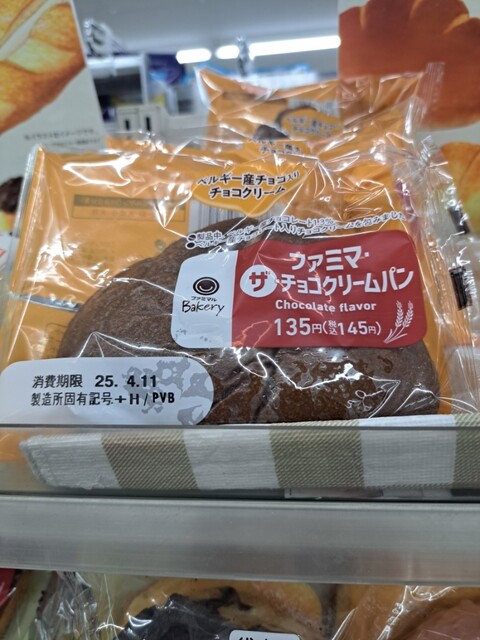 ベルギー産チョコ入り
チョコクリーム
ファミマル
Bakery
ファミマ・
ザ・チョコクリームパン
Chocolate flavor
135円(税込145円)
消費期限 25. 4.11
製造所固有記号+H/PVB